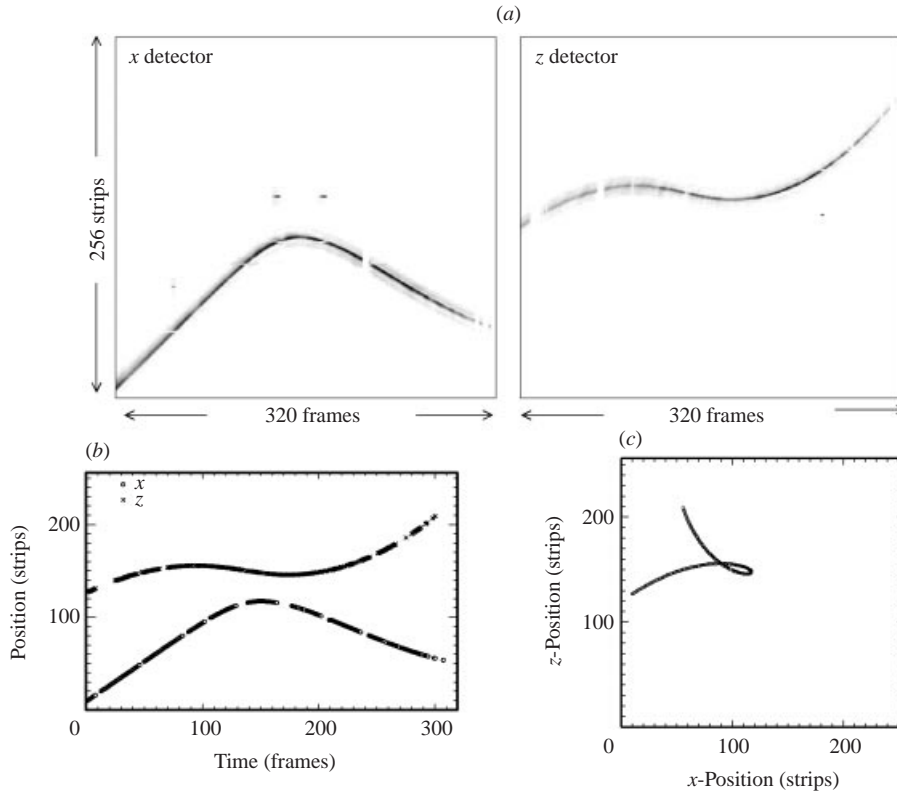 (a)
x detector
z detector
256 strips
320 frames
320 frames
(b)
x
z
200
100
0
100
200
300
Position (strips)
Time (frames)
(c)
200
100
0
100
200
z-Position (strips)
x-Position (strips)